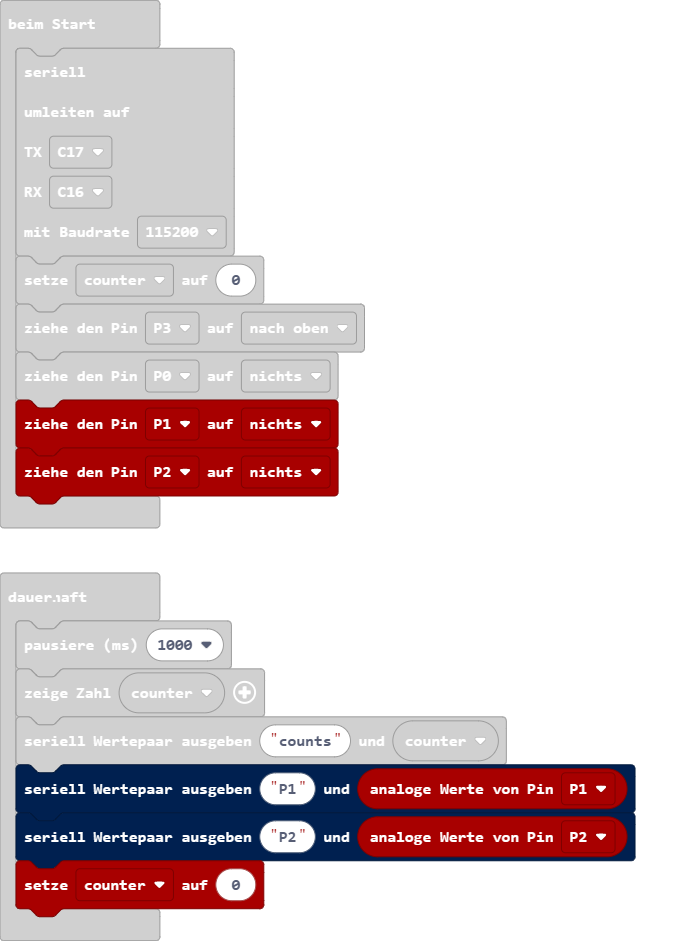 beim Start
seriell
umleiten auf
TX C17
RX C16
mit Baudrate 115200
setze counter auf 0
ziehe den Pin P3 auf nach oben
ziehe den Pin P0 auf nichts
ziehe den Pin P1 auf nichts
ziehe den Pin P2 auf nichts
dauerhaft
pausiere (ms) 1000
zeige Zahl counter
seriell Wertepaar ausgeben "counts" und counter
seriell Wertepaar ausgeben "P1" und analoge Werte von Pin P1
seriell Wertepaar ausgeben "P2" und analoge Werte von Pin P2
setze counter auf 0